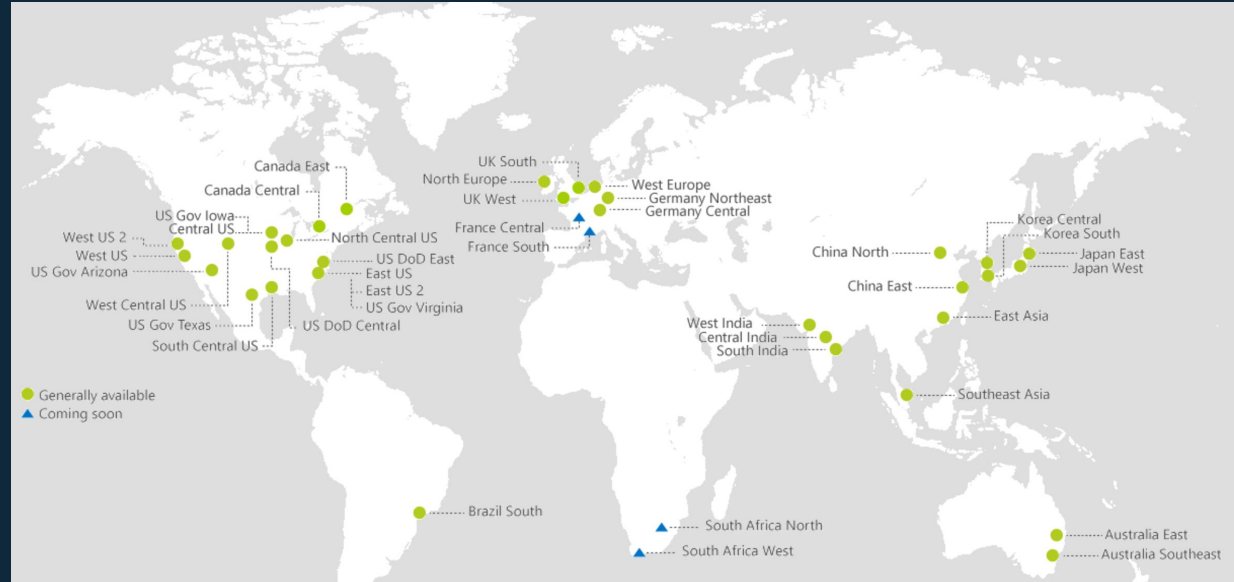 Canada East
Canada Central
US Gov Iowa
Central US
West US 2
West US
US Gov Arizona
West Central US
US Gov Texas
South Central US
North Central US
US DoD East
East US
East US 2
US Gov Virginia
US DoD Central
Generally available
Coming soon
Brazil South
UK South
North Europe
UK West
West Europe
Germany Northeast
Germany Central
France Central
France South
South Africa North
South Africa West
West India
Central India
South India
China North
China East
Korea Central
Korea South
Japan East
Japan West
East Asia
Southeast Asia
Australia East
Australia Southeast